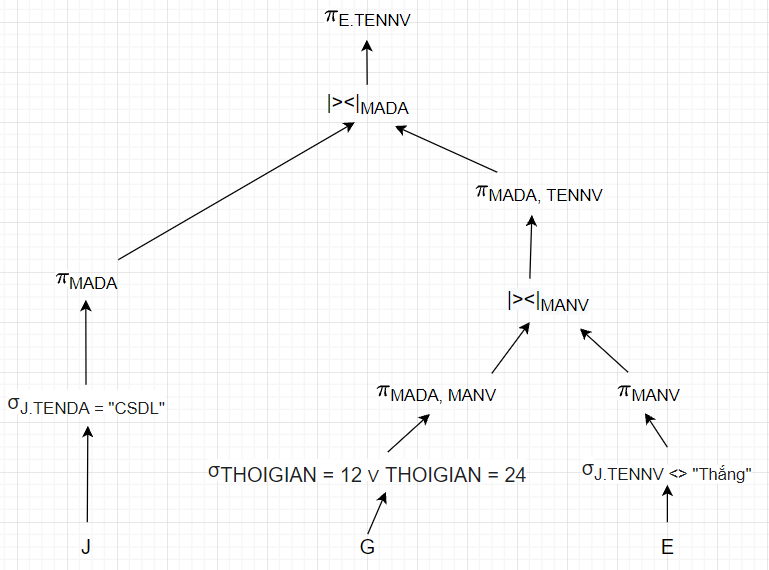 πE.TENNV
|><|MADA
πMADA, TENNV
πMADA
|><|MANV
πMADA, MANV
πMANV
σJ.TENDA = "CSDL"
σTHOIGIAN = 12 ∨ THOIGIAN = 24
σJ.TENNV <> "Thắng"
J
G
E